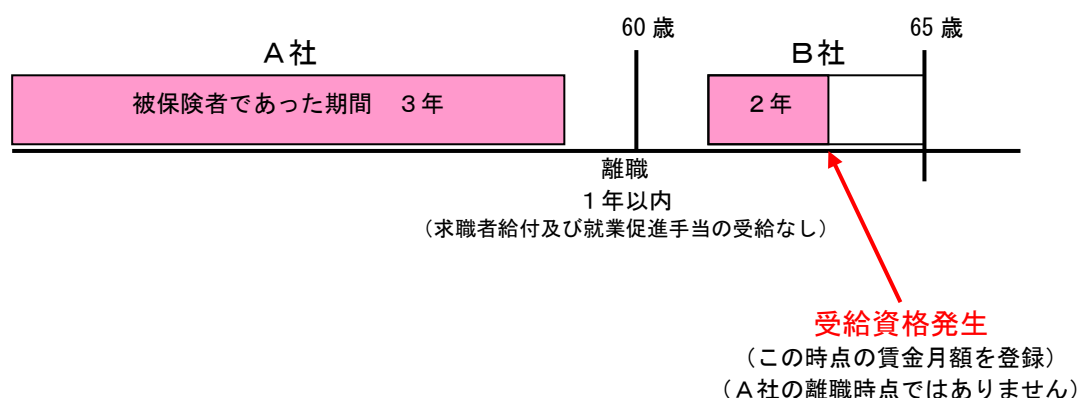 60歳
65歳
A社
B社
被保険者であった期間　3年
2年
離職
1年以内
（求職者給付及び就業促進手当の受給なし）
受給資格発生
（この時点の賃金月額を登録）
（A社の離職時点ではありません）